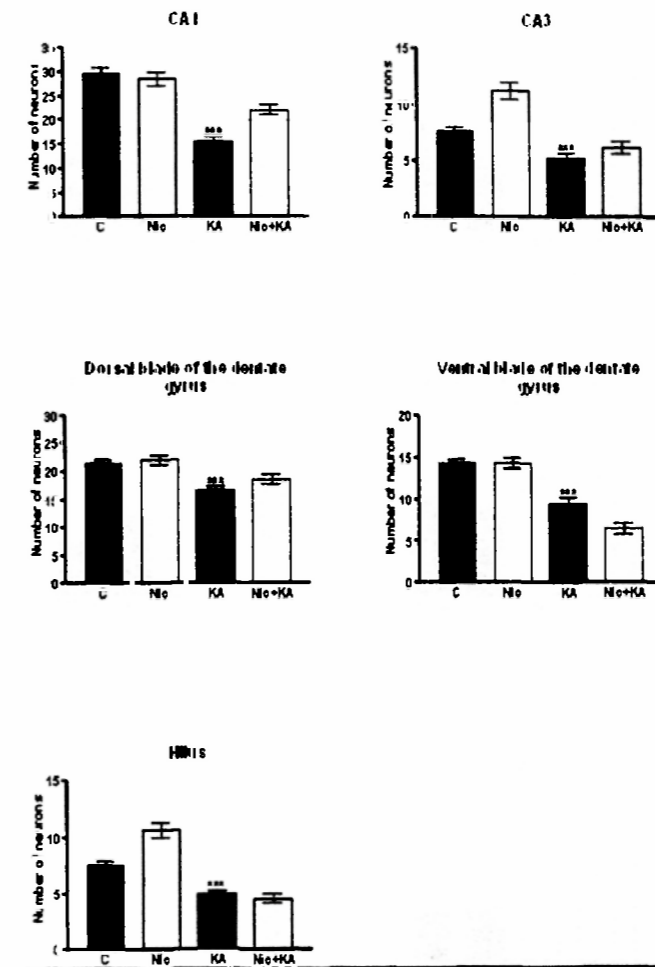 CA1
Number of neurons
30
25
20
15
10
5
***
C
Nic
KA
Nic+KA
CA3
Number of neurons
15
10
5
0
***
C
Nic
KA
Nic+KA
Dorsal blade of the dentate
gyrus
Number of neurons
30
25
20
10
5
0
***
C
Nic
KA
Nic+KA
Ventral blade of the dentate
gyrus
Number of neurons
20
15
10
5
0
***
C
Nic
KA
Nic+KA
Hilus
Number of neurons
15
10
5
***
C
Nic
KA
Nic+KA